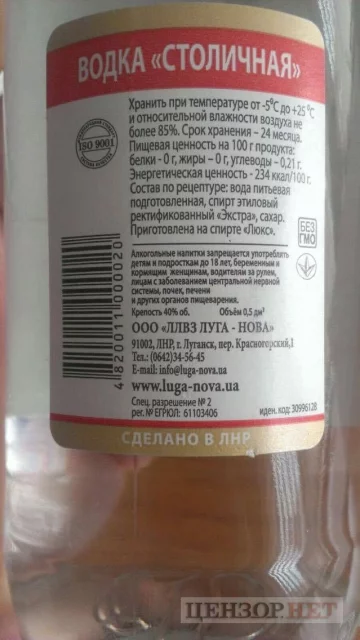 ВОДКА «СТОЛИЧНАЯ»
Хранить при температуре от -5⁰С до +25 ⁰С
и относительной влажности воздуха не
более 85%. Срок хранения – 24 месяца.
Пищевая ценность на 100 г продукта:
белки - 0 г, жиры – 0 г, углеводы – 0,21 г.
Энергетическая ценность - 234 ккал/100 г.
Состав по рецептуре: вода питьевая
подготовленная, спирт этиловый
ректификованный «Экстра», сахар.
Приготовлена на спирте «Люкс».
ISO 9001
БЕЗ
ГМО
Алкогольные напитки запрещается употреблять
детям и подросткам до 18 лет, беременным и
кормящим женщинам, водителям за рулем,
лицам с заболеванием центральной нервной
системы, почек, печени
и других органов пищеварения.
Крепость 40% об. Объём 0,5 дм³
ООО «ЛЛВЗ ЛУГА - НОВА»
91002, ЛНР, г. Луганск, пер. Красногорский,1
Тел.: (0642)34-56-45
E-mail: info@luga-nova.ua
www.luga-nova.ua
Спец. разрешение № 2
рег. № ЕГРЮЛ: 61103406 иден. код: 30996128
4 820011 000020
СДЕЛАНО В ЛНР
ЦЕНЗОР.НЕТ